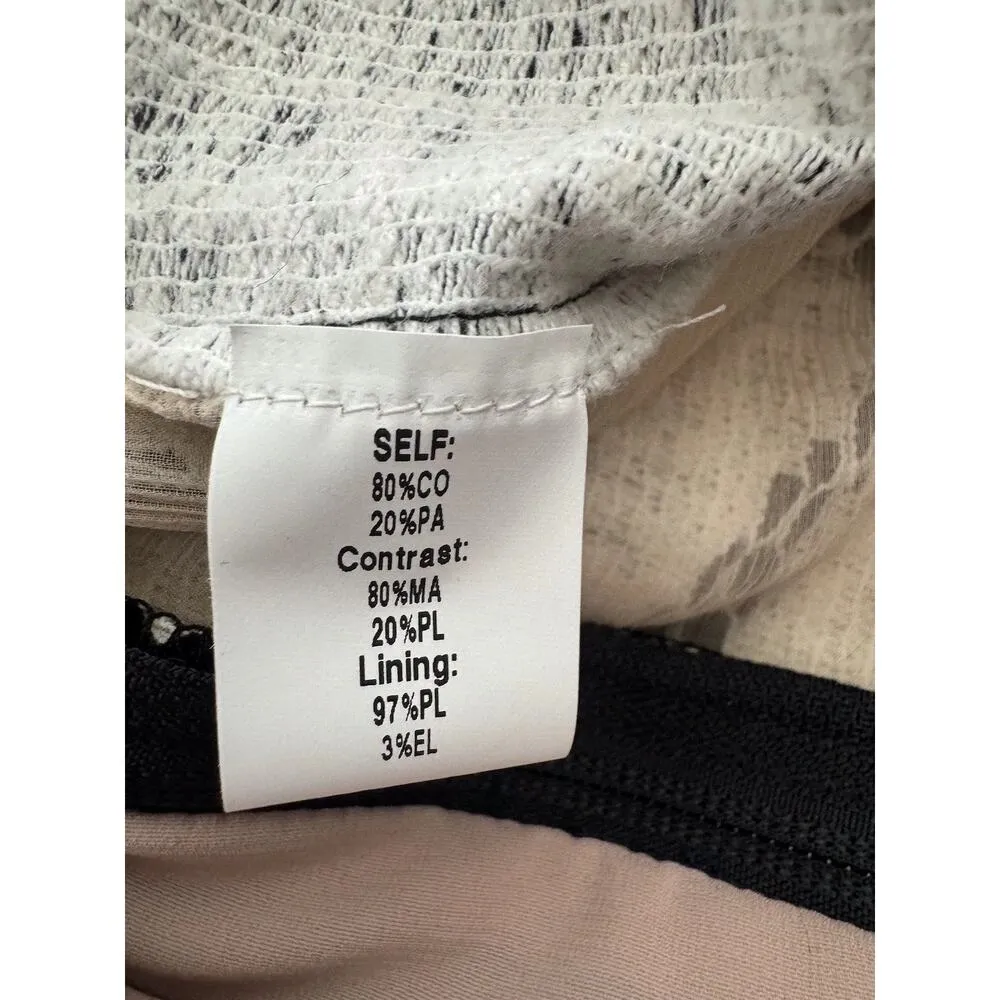 SELF:
80%CO
20%PA
Contrast:
80%MA
20%PL
Lining:
97%PL
3%EL